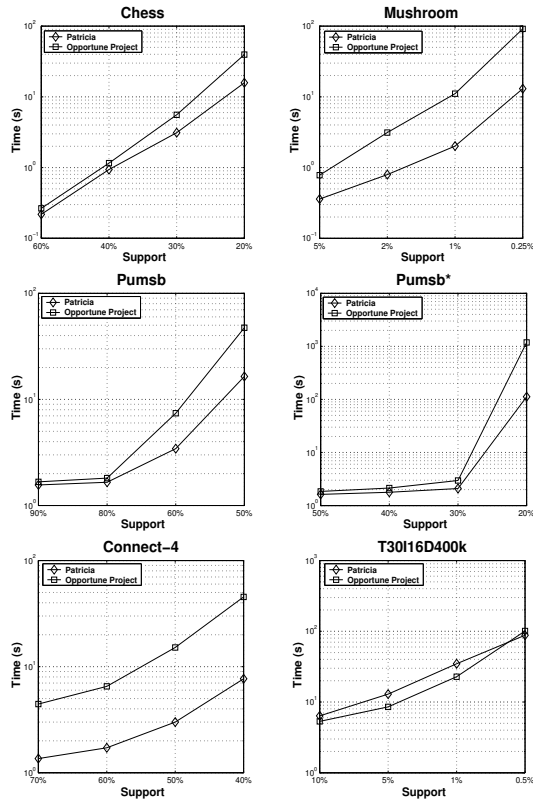 Chess
Patricia
Opportune Project
10^2
10^1
10^0
10^-1
Time (s)
60%
40%
30%
20%
Support
Mushroom
Patricia
Opportune Project
10^2
10^1
10^0
10^-1
Time (s)
5%
2%
1%
0.25%
Support
Pumsb
Patricia
Opportune Project
10^2
10^1
10^0
Time (s)
90%
80%
60%
50%
Support
Pumsb*
Patricia
Opportune Project
10^4
10^3
10^2
10^1
10^0
Time (s)
50%
40%
30%
20%
Support
Connect-4
Patricia
Opportune Project
10^2
10^1
10^0
Time (s)
70%
60%
50%
40%
Support
T30I16D400k
Patricia
Opportune Project
10^3
10^2
10^1
10^0
Time (s)
10%
5%
1%
0.5%
Support